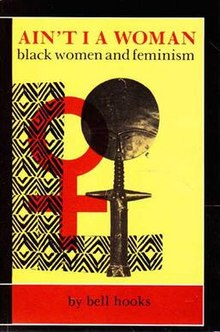 AIN'T I A WOMAN
black women and feminism
by bell hooks